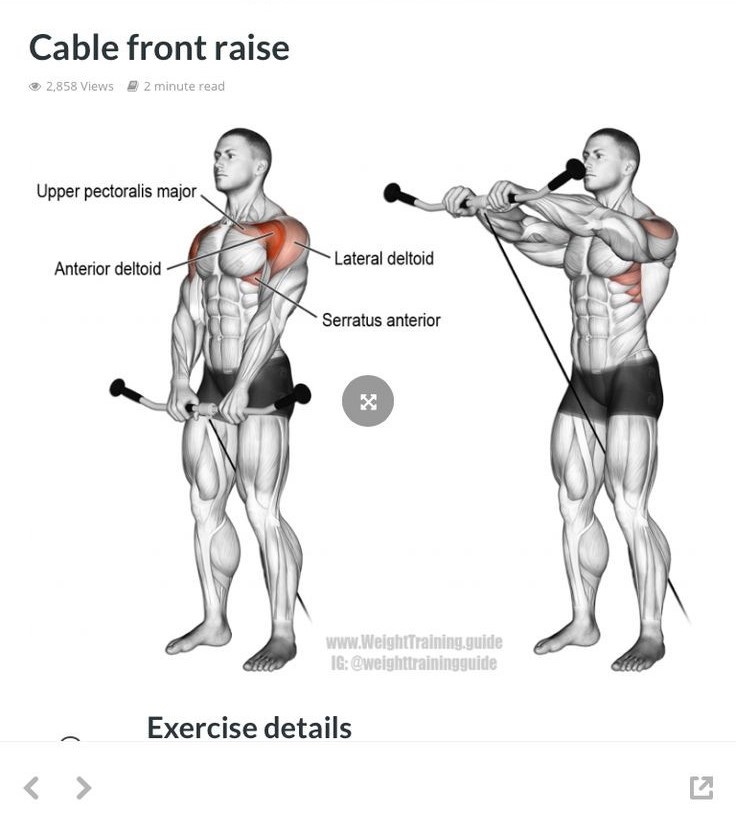 Cable front raise
2,858 Views 2 minute read
Upper pectoralis major
Anterior deltoid
Lateral deltoid
Serratus anterior
www.WeightTraining.guide
IG: @weighttrainingguide
Exercise details